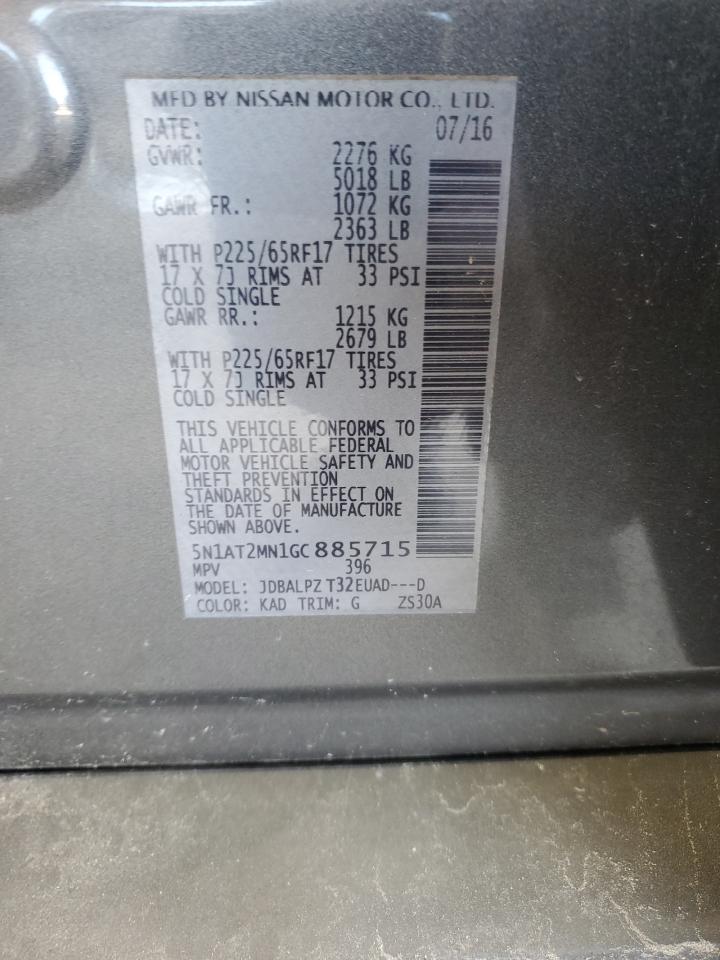 MFD BY NISSAN MOTOR CO., LTD.
DATE: 07/16
GVWR: 2276 KG
5018 LB
GAWR FR.: 1072 KG
2363 LB
WITH P225/65RF17 TIRES
17 X 7J RIMS AT 33 PSI
COLD SINGLE
GAWR RR.: 1215 KG
2679 LB
WITH P225/65RF17 TIRES
17 X 7J RIMS AT 33 PSI
COLD SINGLE
THIS VEHICLE CONFORMS TO
ALL APPLICABLE FEDERAL
MOTOR VEHICLE SAFETY AND
THEFT PREVENTION
STANDARDS IN EFFECT ON
THE DATE OF MANUFACTURE
SHOWN ABOVE.
5N1AT2MN1GC885715
MPV 396
MODEL: JDBALPZ T32EUAD---D
COLOR: KAD TRIM: G ZS30A